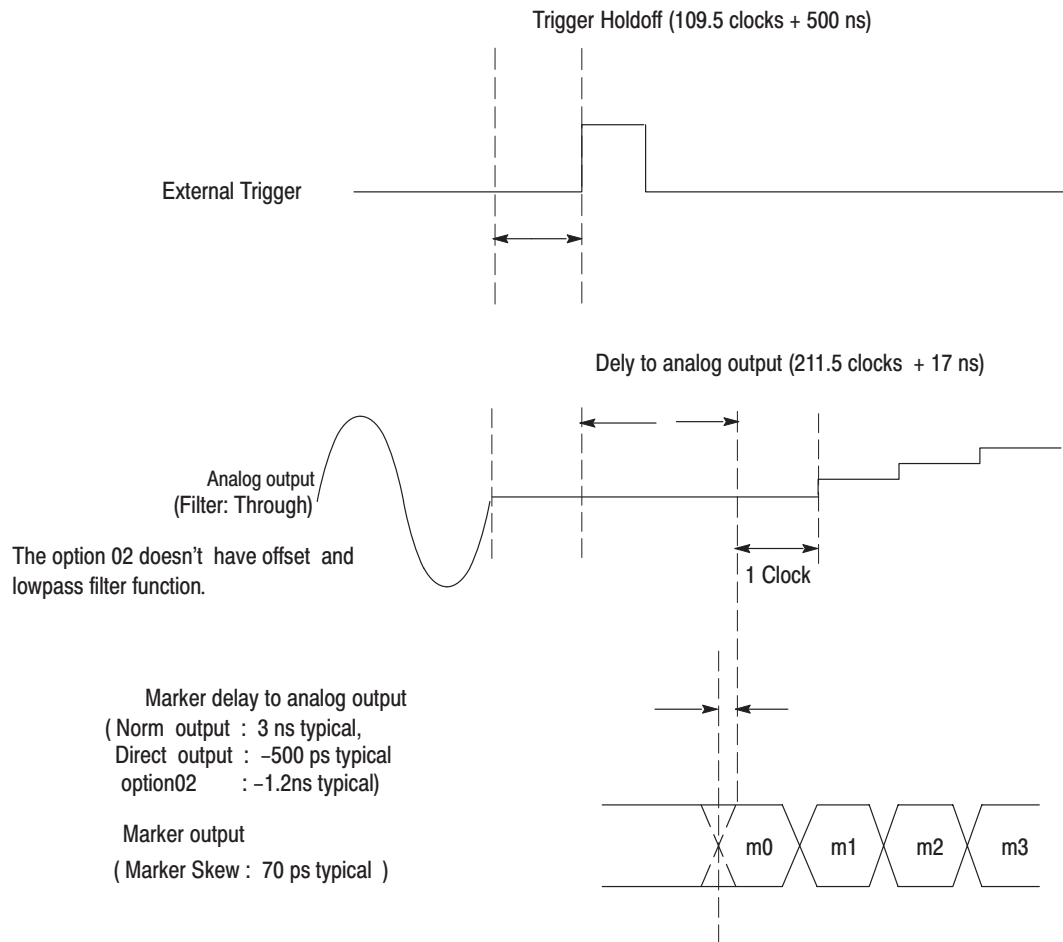 Trigger Holdoff (109.5 clocks + 500 ns)
External Trigger
Dely to analog output (211.5 clocks + 17 ns)
Analog output
(Filter: Through)
The option 02 doesn't have offset and
lowpass filter function.
1 Clock
Marker delay to analog output
( Norm output : 3 ns typical,
Direct output : –500 ps typical
option02 : –1.2ns typical)
Marker output
( Marker Skew : 70 ps typical )
m0 m1 m2 m3